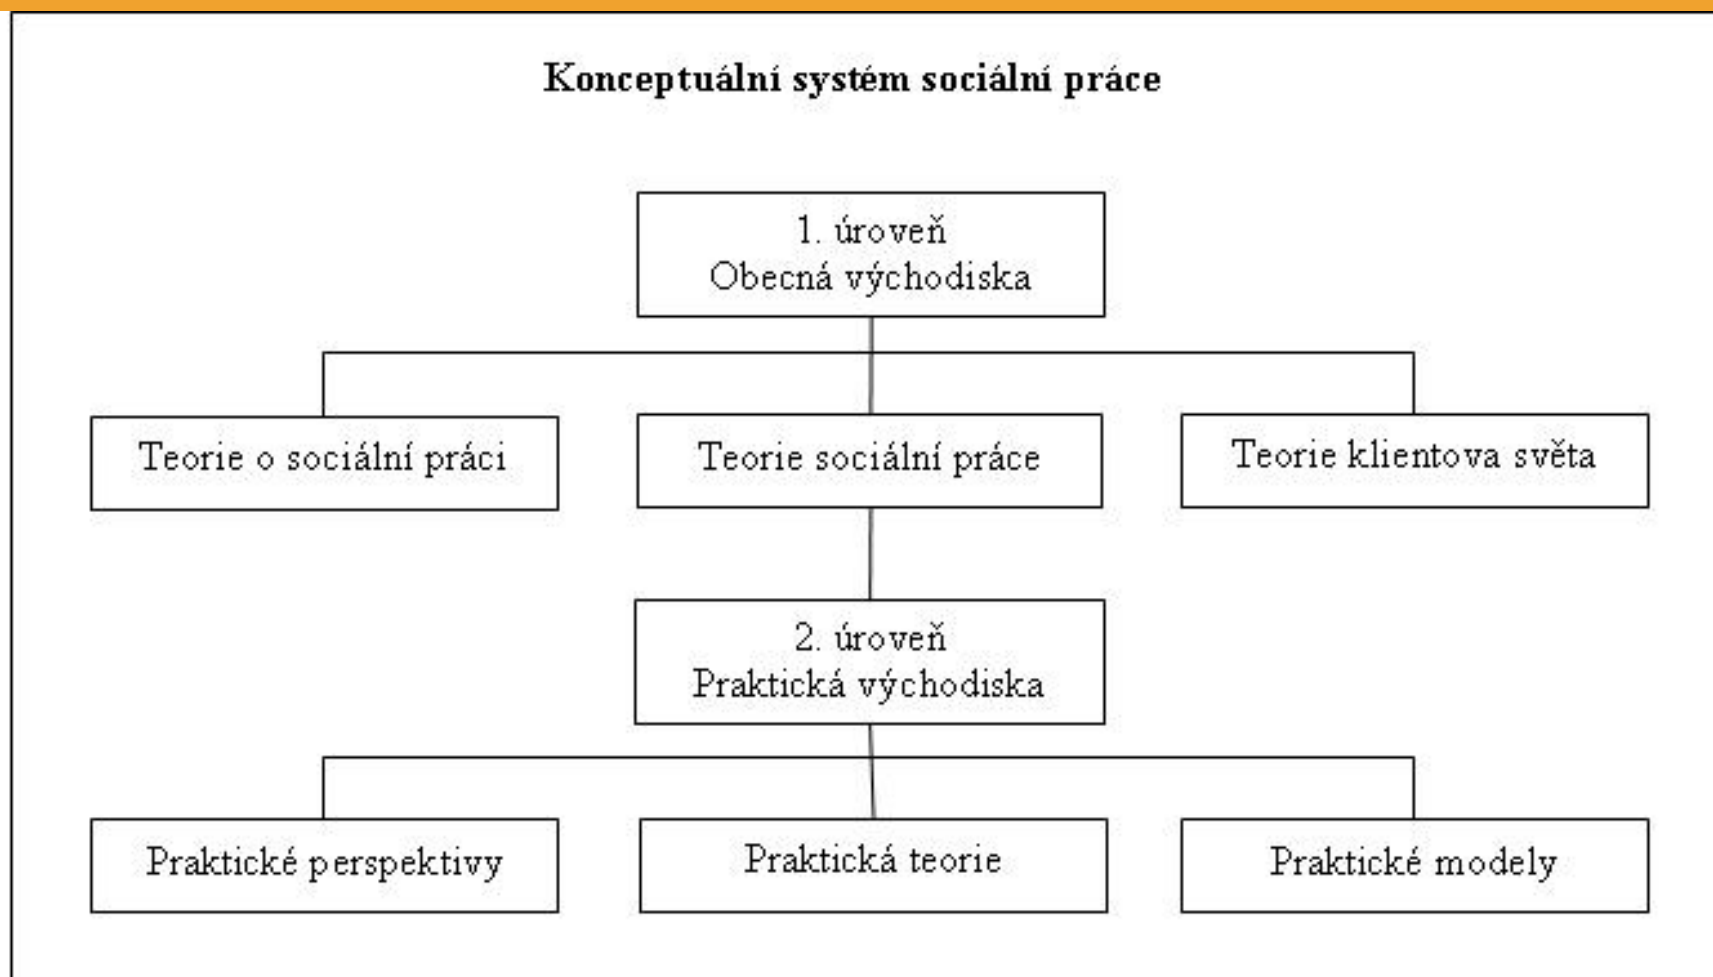 Konceptuální systém sociální práce
1. úroveň
Obecná východiska
Teorie o sociální práci
Teorie sociální práce
Teorie klientova světa
2. úroveň
Praktická východiska
Praktické perspektivy
Praktická teorie
Praktické modely